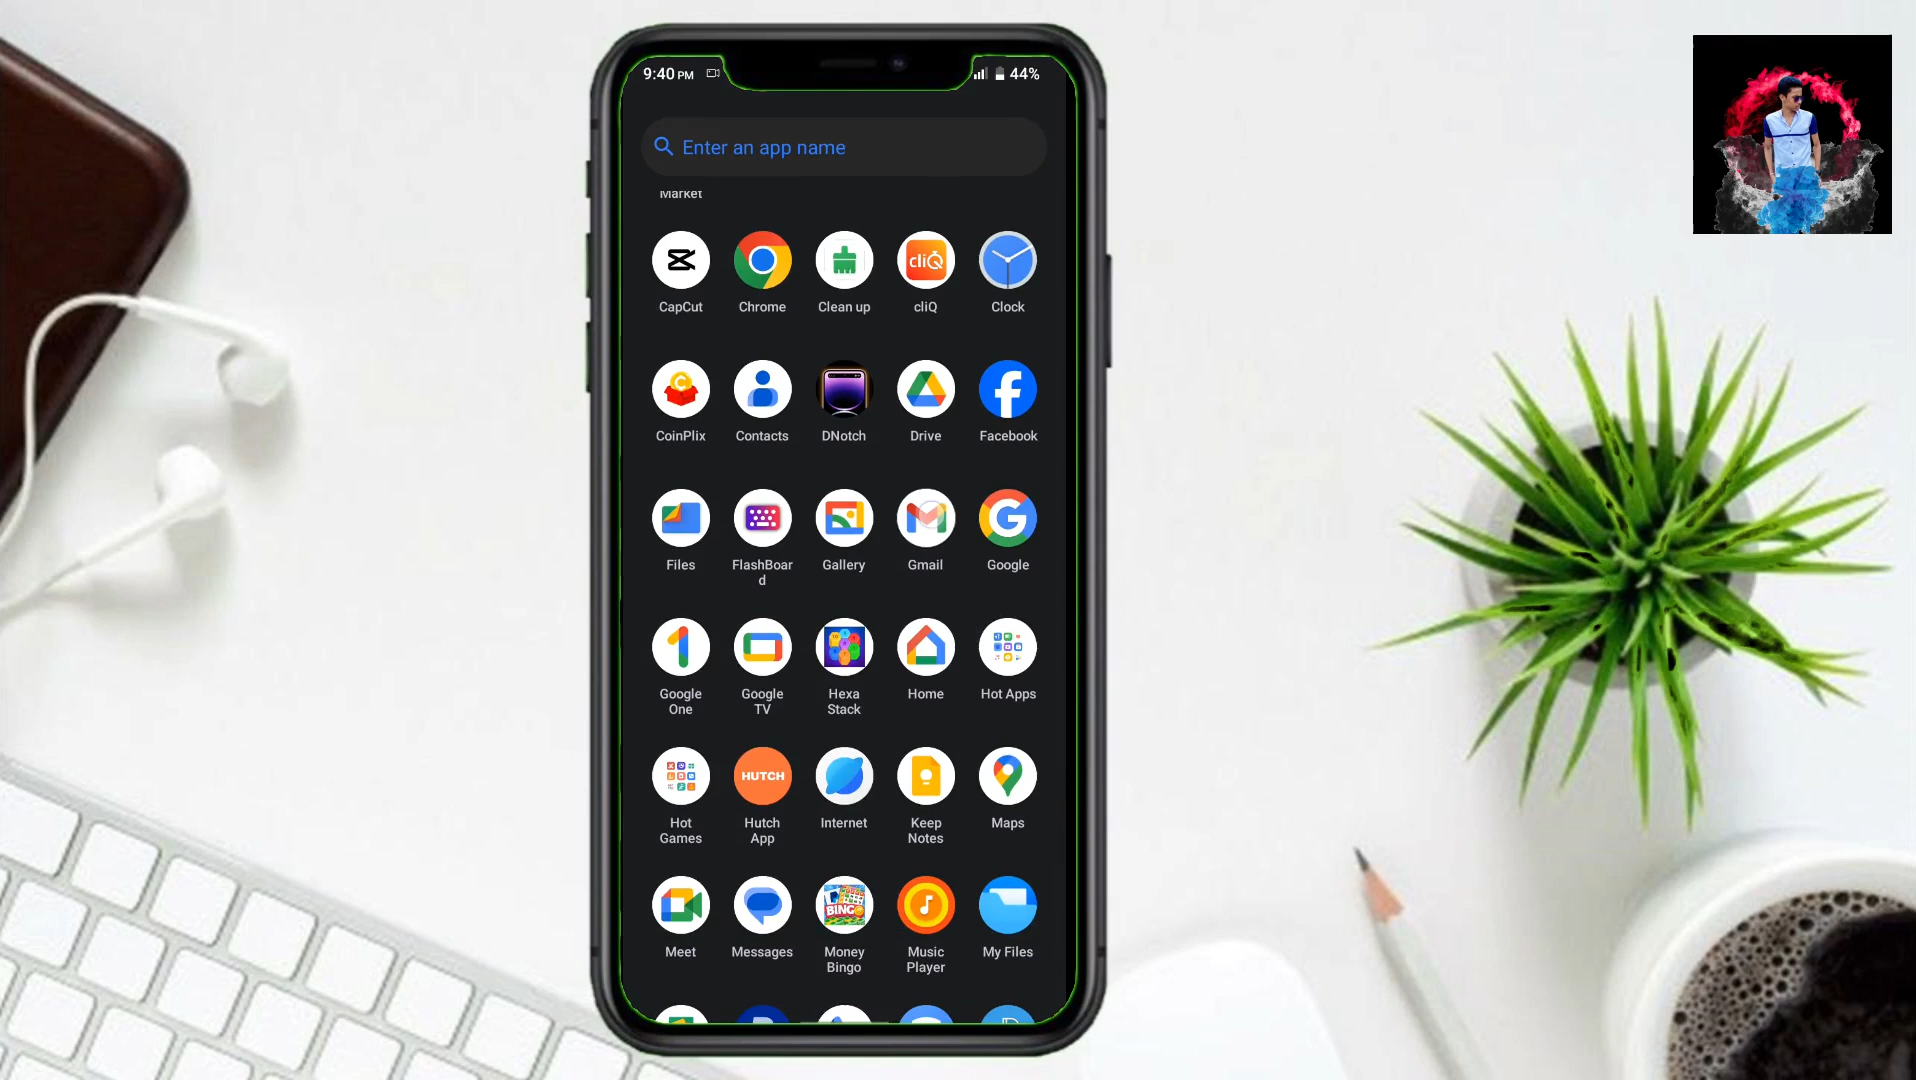 9:40 PM 44%
Enter an app name
Market
cliQ
CapCut Chrome Clean up cliQ Clock
CoinPlix Contacts DNotch Drive Facebook
Files FlashBoar Gallery Gmail Google
d
Google Google Hexa Home Hot Apps
One TV Stack
HUTCH
Hot Hutch Internet Keep Maps
Games App Notes
BINGO
Meet Messages Money Music My Files
Bingo Player